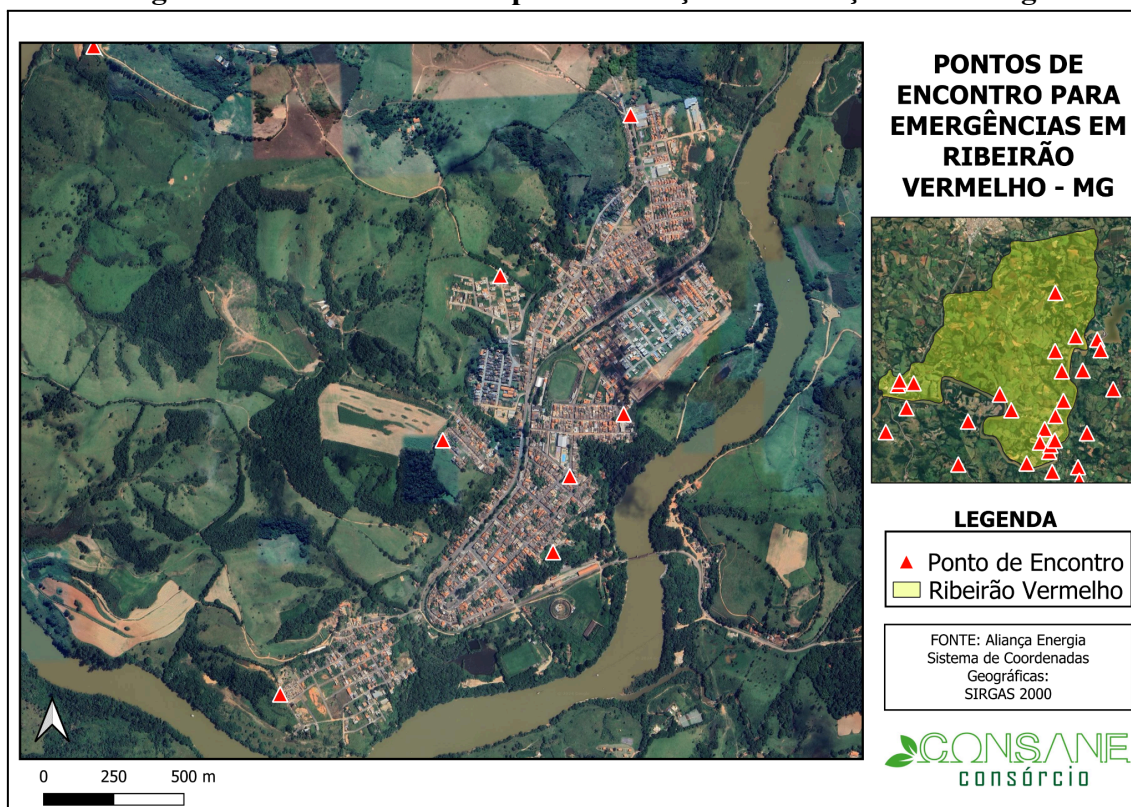 PONTOS DE
ENCONTRO PARA
EMERGÊNCIAS EM
RIBEIRÃO
VERMELHO - MG
LEGENDA
Ponto de Encontro
Ribeirão Vermelho
FONTE: Aliança Energia
Sistema de Coordenadas
Geográficas:
SIRGAS 2000
CONSANE
consórcio
0 250 500 m